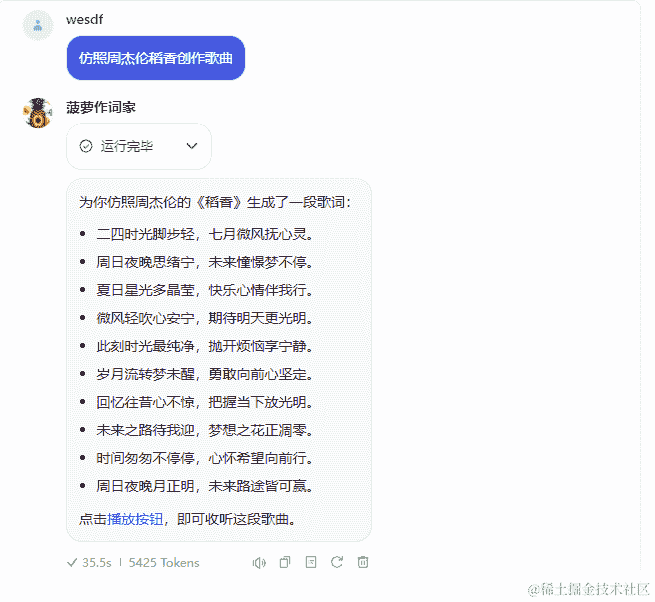 wesdf
仿照周杰伦稻香创作歌曲
菠萝作词家
运行完毕
为你仿照周杰伦的《稻香》生成了一段歌词：
二四时光脚步轻，七月微风抚心灵。
周日夜晚思绪宁，未来憧憬梦不停。
夏日星光多晶莹，快乐心情伴我行。
微风轻吹心安宁，期待明天更光明。
此刻时光最纯净，抛开烦恼享宁静。
岁月流转梦未醒，勇敢向前心坚定。
回忆往昔心不惊，把握当下放光明。
未来之路待我迎，梦想之花正凋零。
时间匆匆不停停，心怀希望向前行。
周日夜晚月正明，未来路途皆可赢。
点击播放按钮，即可收听这段歌曲。
35.5s | 5425 Tokens
@稀土掘金技术社区